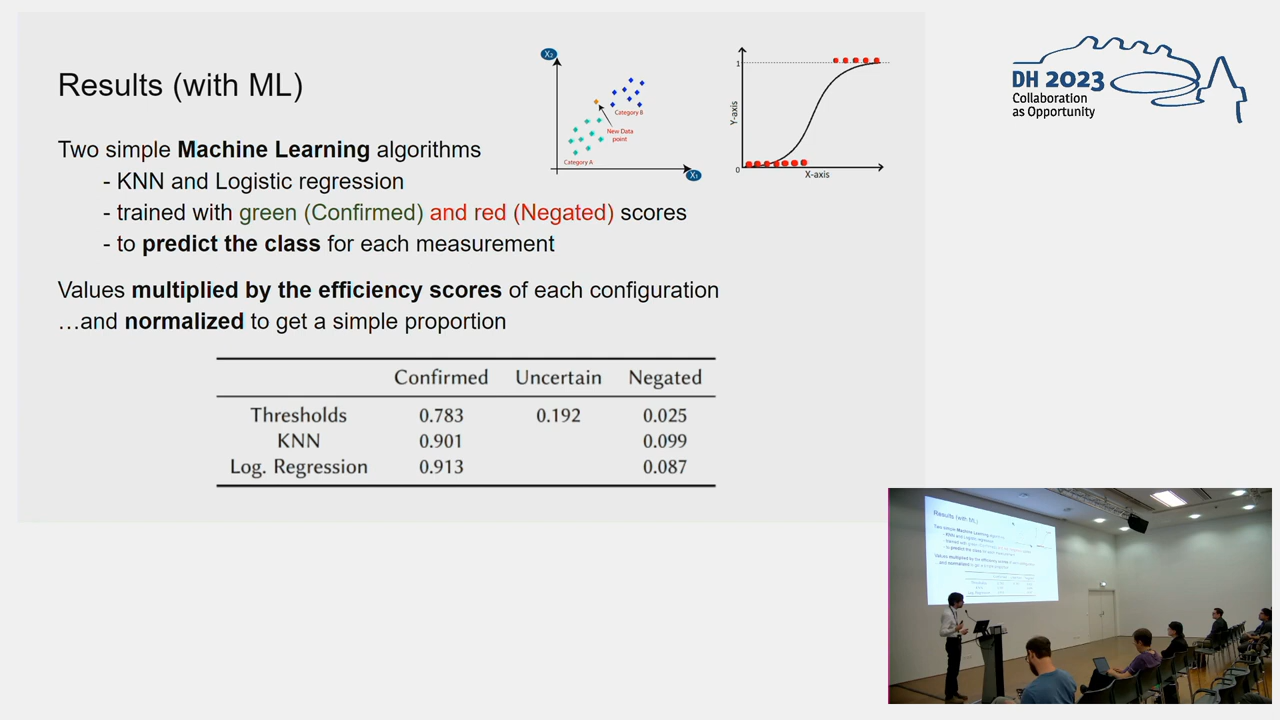 Results (with ML)
Two simple Machine Learning algorithms
- KNN and Logistic regression
- trained with green (Confirmed) and red (Negated) scores
- to predict the class for each measurement
Values multiplied by the efficiency scores of each configuration
…and normalized to get a simple proportion
X₂
Category B
New Data
point
Category A
X₁
1
Y-axis
0
X-axis
Confirmed Uncertain Negated
Thresholds 0.783 0.192 0.025
KNN 0.901 0.099
Log. Regression 0.913 0.087
DH 2023
Collaboration
as Opportunity
Results (with ML)